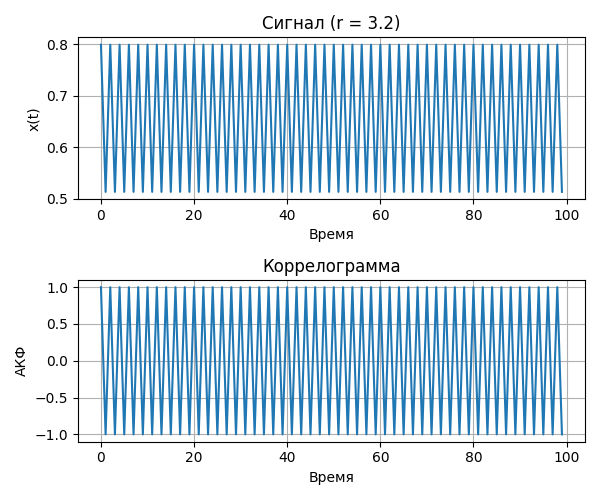 Сигнал (r = 3.2)
0.8
0.7
0.6
0.5
x(t)
0 20 40 60 80 100
Время
Коррелограмма
1.0
0.5
0.0
−0.5
−1.0
АКФ
0 20 40 60 80 100
Время